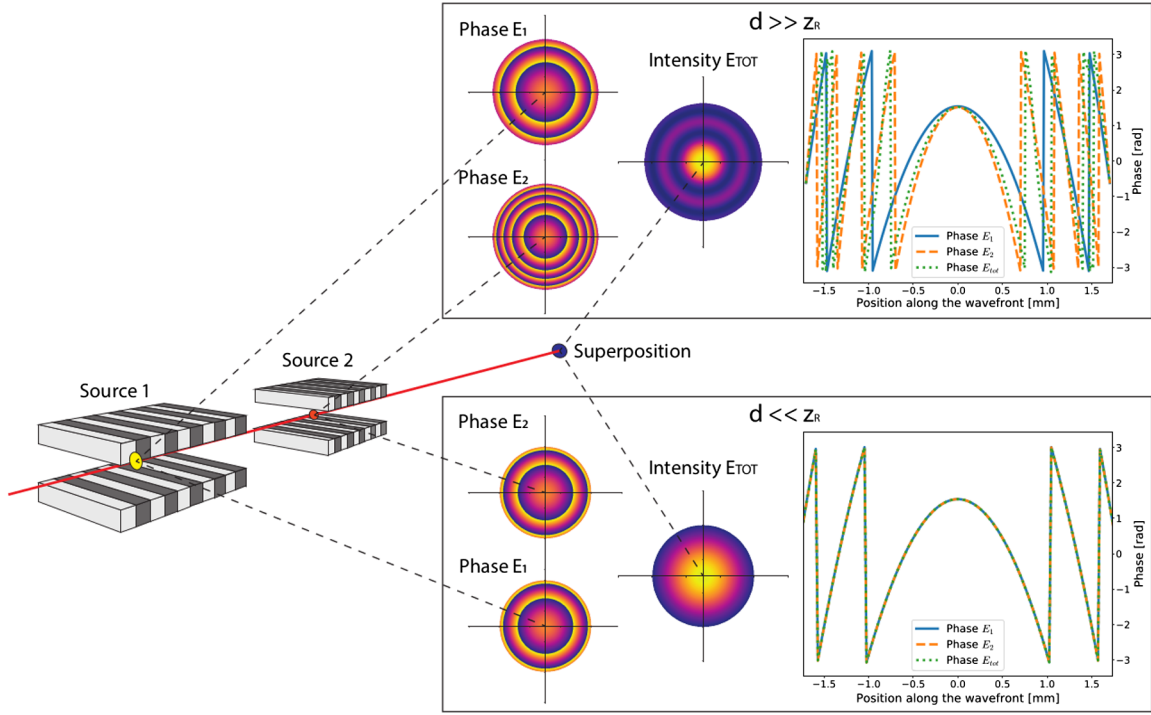 d >> zR
Phase E1
Intensity ETOT
Phase E2
3
2
1
0
−1
−2
−3
Phase [rad]
Phase E1
Phase E2
Phase Etot
−1.5 −1.0 −0.5 0.0 0.5 1.0 1.5
Position along the wavefront [mm]
Superposition
Source 2
Source 1
d << zR
Phase E2
Intensity ETOT
Phase E1
3
2
1
0
−1
−2
−3
Phase [rad]
Phase E1
Phase E2
Phase Etot
−1.5 −1.0 −0.5 0.0 0.5 1.0 1.5
Position along the wavefront [mm]